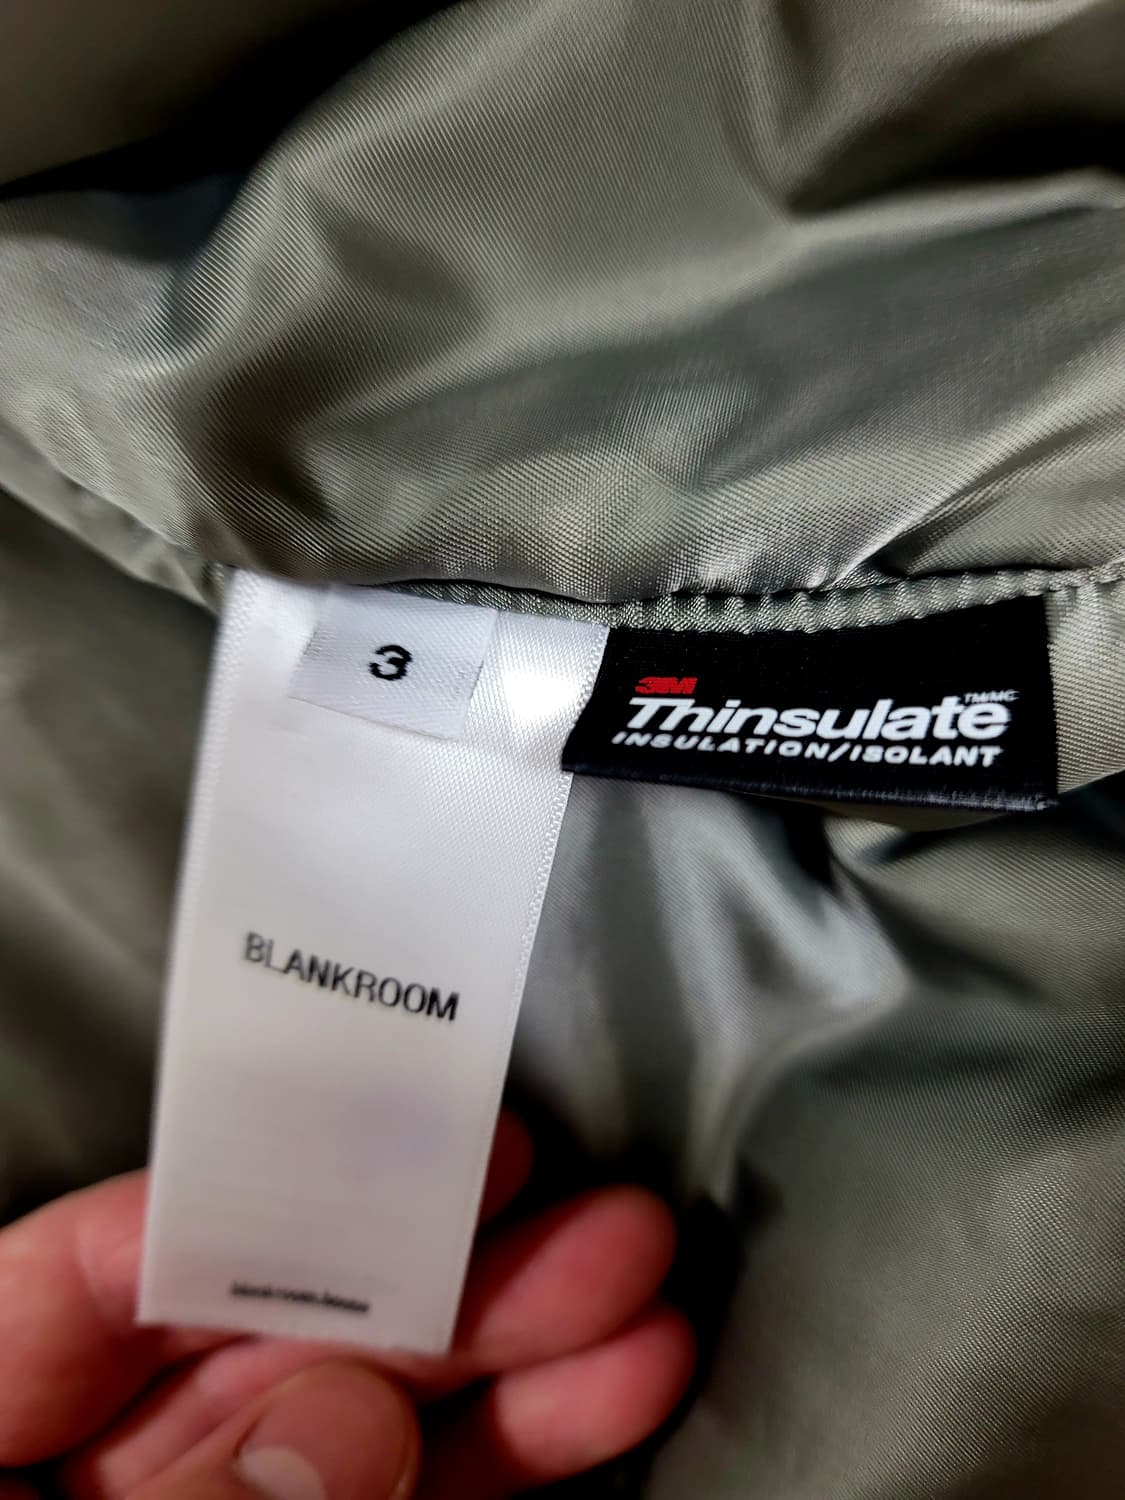 3
3M
Thinsulate TM/MC
INSULATION/ISOLANT
BLANKROOM